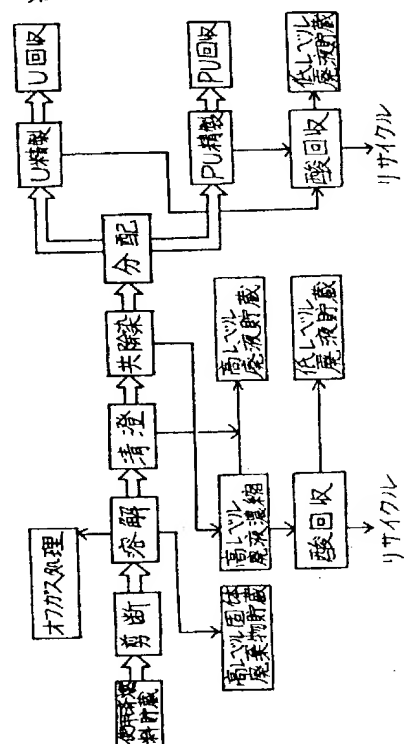 使用済燃
料貯蔵
剪断
溶解
清澄
共除染
分配
U精製
U回収
PU精製
PU回収
オフガス処理
高レベル固体
廃棄物貯蔵
高レベル
廃液濃縮
高レベル
廃液貯蔵
酸回収
低レベル
廃液貯蔵
リサイクル
酸回収
低レベル
廃液貯蔵
リサイクル